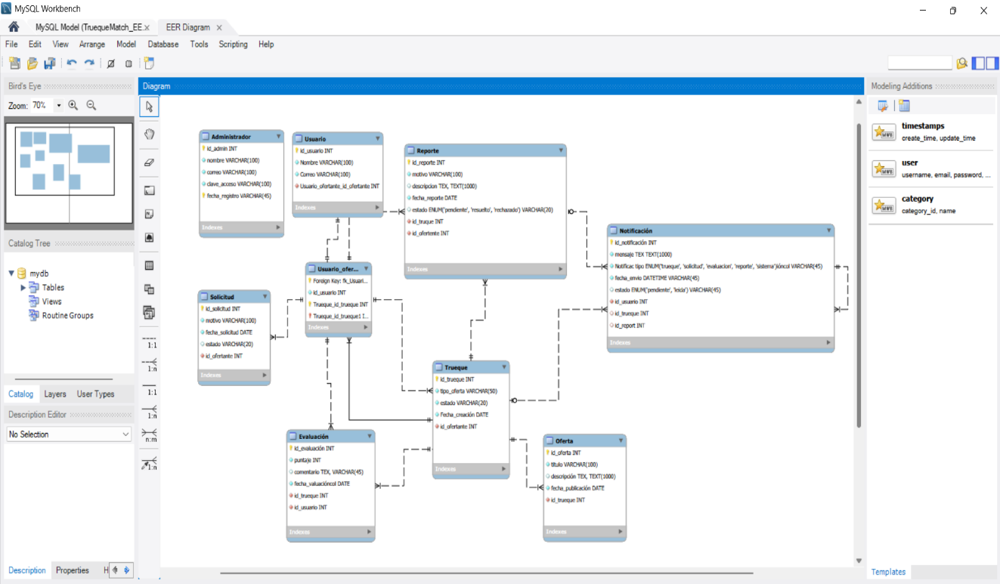 MySQL Workbench
MySQL Model (TruequeMatch_EE.x
EER Diagram x
File Edit View Arrange Model Database Tools Scripting Help
Bird's Eye
Zoom: 70%
Catalog Tree
mydb
Tables
Views
Routine Groups
Catalog Layers User Types
Description Editor
No Selection
Description Properties H
1:1
1:n
1:1
1:n
n:m
1:n
Diagram
Administrador
id_admin INT
nombre VARCHAR(100)
correo VARCHAR(100)
clave_acceso VARCHAR(100)
fecha_registro VARCHAR(45)
Indexes
Usuario
id_usuario INT
Nombre VARCHAR(100)
Correo VARCHAR(100)
Usuario_ofertante_id_ofertante INT
Indexes
Reporte
id_reporte INT
motivo VARCHAR(100)
descripcion TEX, TEXT(1000)
fecha_reporte DATE
estado ENUM('pendiente', 'resuelto', 'rechazado') VARCHAR(20)
id_truque INT
id_ofertente INT
Indexes
Notificación
id_notificación INT
mensaje TEX TEXT(1000)
Notificac tipo ENUM('trueque', 'solicitud', 'evaluacion', 'reporte', 'sistema')ióncol VARCHAR(45)
fecha_envio DATETIME VARCHAR(45)
estado ENUM('pendiente', 'leida') VARCHAR(45)
id_usuario INT
id_trueque INT
id_report INT
Indexes
Usuario_ofer...
Foreign Key: fk_Usuari...
id_usuario INT
Trueque_id_trueque INT
Trueque_id_trueque1 I...
Indexes
Solicitud
id_solicitud INT
motivo VARCHAR(100)
fecha_solicitud DATE
estado VARCHAR(20)
id_ofertante INT
Indexes
Trueque
id_trueque INT
tipo_oferta VARCHAR(50)
estado VARCHAR(20)
Fecha_creación DATE
id_ofertante INT
Indexes
Evaluación
id_evaluación INT
puntaje INT
comentario TEX, VARCHAR(45)
fecha_valuacióncol DATE
id_trueque INT
id_usuario INT
Indexes
Oferta
id_oferta INT
titulo VARCHAR(100)
descripción TEX, TEXT(1000)
fecha_publicación DATE
id_trueque INT
Indexes
Modeling Additions
timestamps
create_time, update_time
user
username, email, password, ...
category
category_id, name
Templates